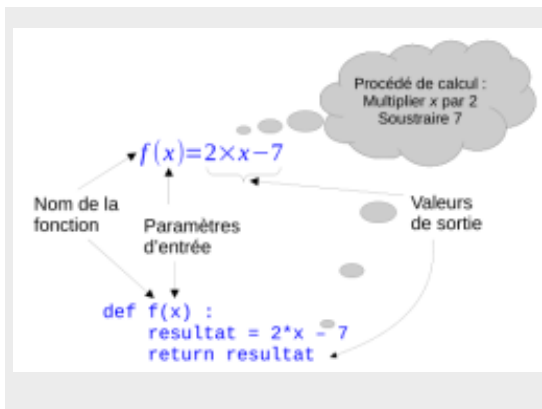 Procédé de calcul :
Multiplier x par 2
Soustraire 7
f(x)=2×x−7
Nom de la
fonction
Paramètres
d'entrée
Valeurs
de sortie
def f(x) :
resultat = 2*x - 7
return resultat